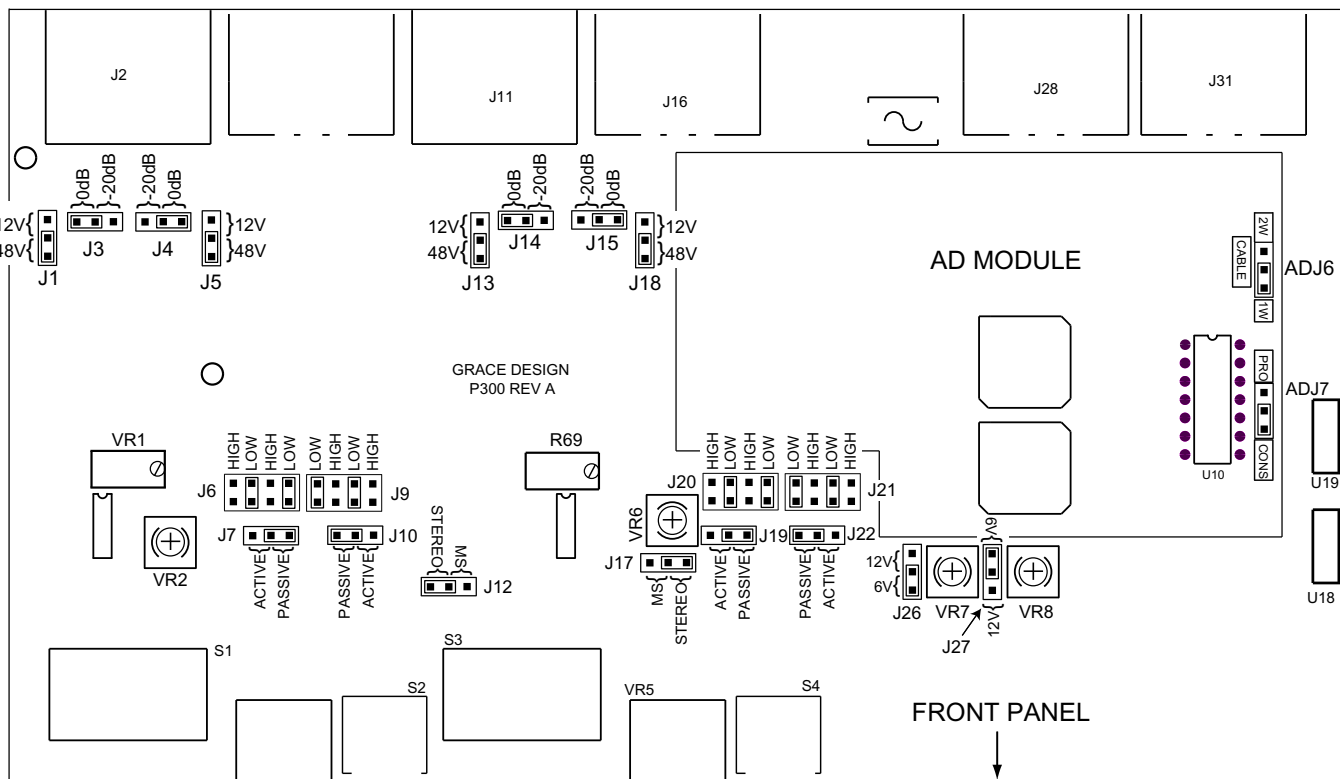 J2
J11
J16
J28
J31
0dB
-20dB
-20dB
0dB
0dB
-20dB
-20dB
0dB
12V
48V
J1
J3
J4
12V
48V
J5
12V
48V
J13
J14
J15
12V
48V
J18
AD MODULE
2W
CABLE
1W
ADJ6
GRACE DESIGN
P300 REV A
PRO
ADJ7
CONS
U10
U19
U18
VR1
VR2
HIGH
LOW
HIGH
LOW
LOW
HIGH
LOW
HIGH
J6
J9
J7
J10
ACTIVE
PASSIVE
PASSIVE
ACTIVE
STEREO
MS
J12
R69
VR6
J17
MS
STEREO
HIGH
LOW
HIGH
LOW
LOW
HIGH
LOW
HIGH
J20
J21
J19
J22
ACTIVE
PASSIVE
PASSIVE
ACTIVE
12V
6V
J26
VR7
12V
J27
VR8
S1
S2
S3
VR5
S4
FRONT PANEL